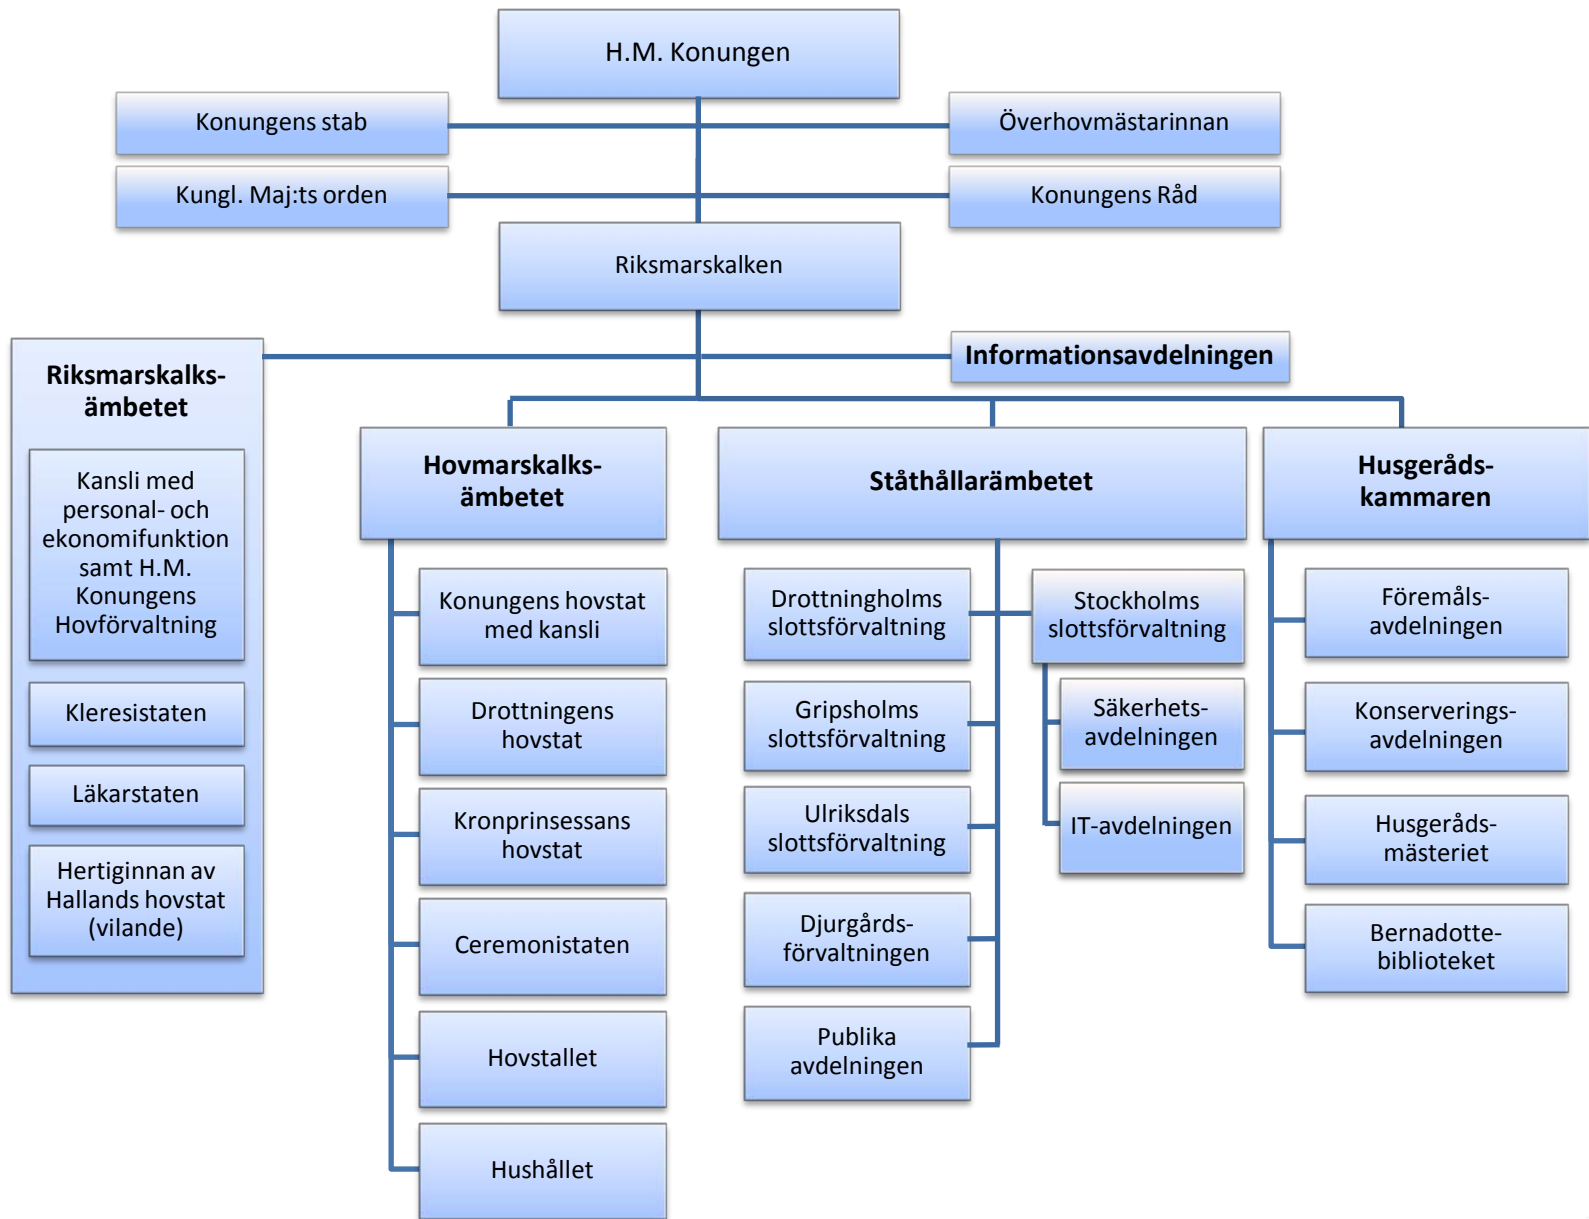 H.M. Konungen
Konungens stab
Överhovmästarinnan
Kungl. Maj:ts orden
Konungens Råd
Riksmarskalken
Informationsavdelningen
Riksmarskalks-
ämbetet
Kansli med
personal- och
ekonomifunktion
samt H.M.
Konungens
Hovförvaltning
Kleresistaten
Läkarstaten
Hertiginnan av
Hallands hovstat
(vilande)
Hovmarskalks-
ämbetet
Konungens hovstat
med kansli
Drottningens
hovstat
Kronprinsessans
hovstat
Ceremonistaten
Hovstallet
Hushållet
Ståthållarämbetet
Drottningholms
slottsförvaltning
Gripsholms
slottsförvaltning
Ulriksdals
slottsförvaltning
Djurgårds-
förvaltningen
Publika
avdelningen
Stockholms
slottsförvaltning
Säkerhets-
avdelningen
IT-avdelningen
Husgeråds-
kammaren
Föremåls-
avdelningen
Konserverings-
avdelningen
Husgeråds-
mästeriet
Bernadotte-
biblioteket